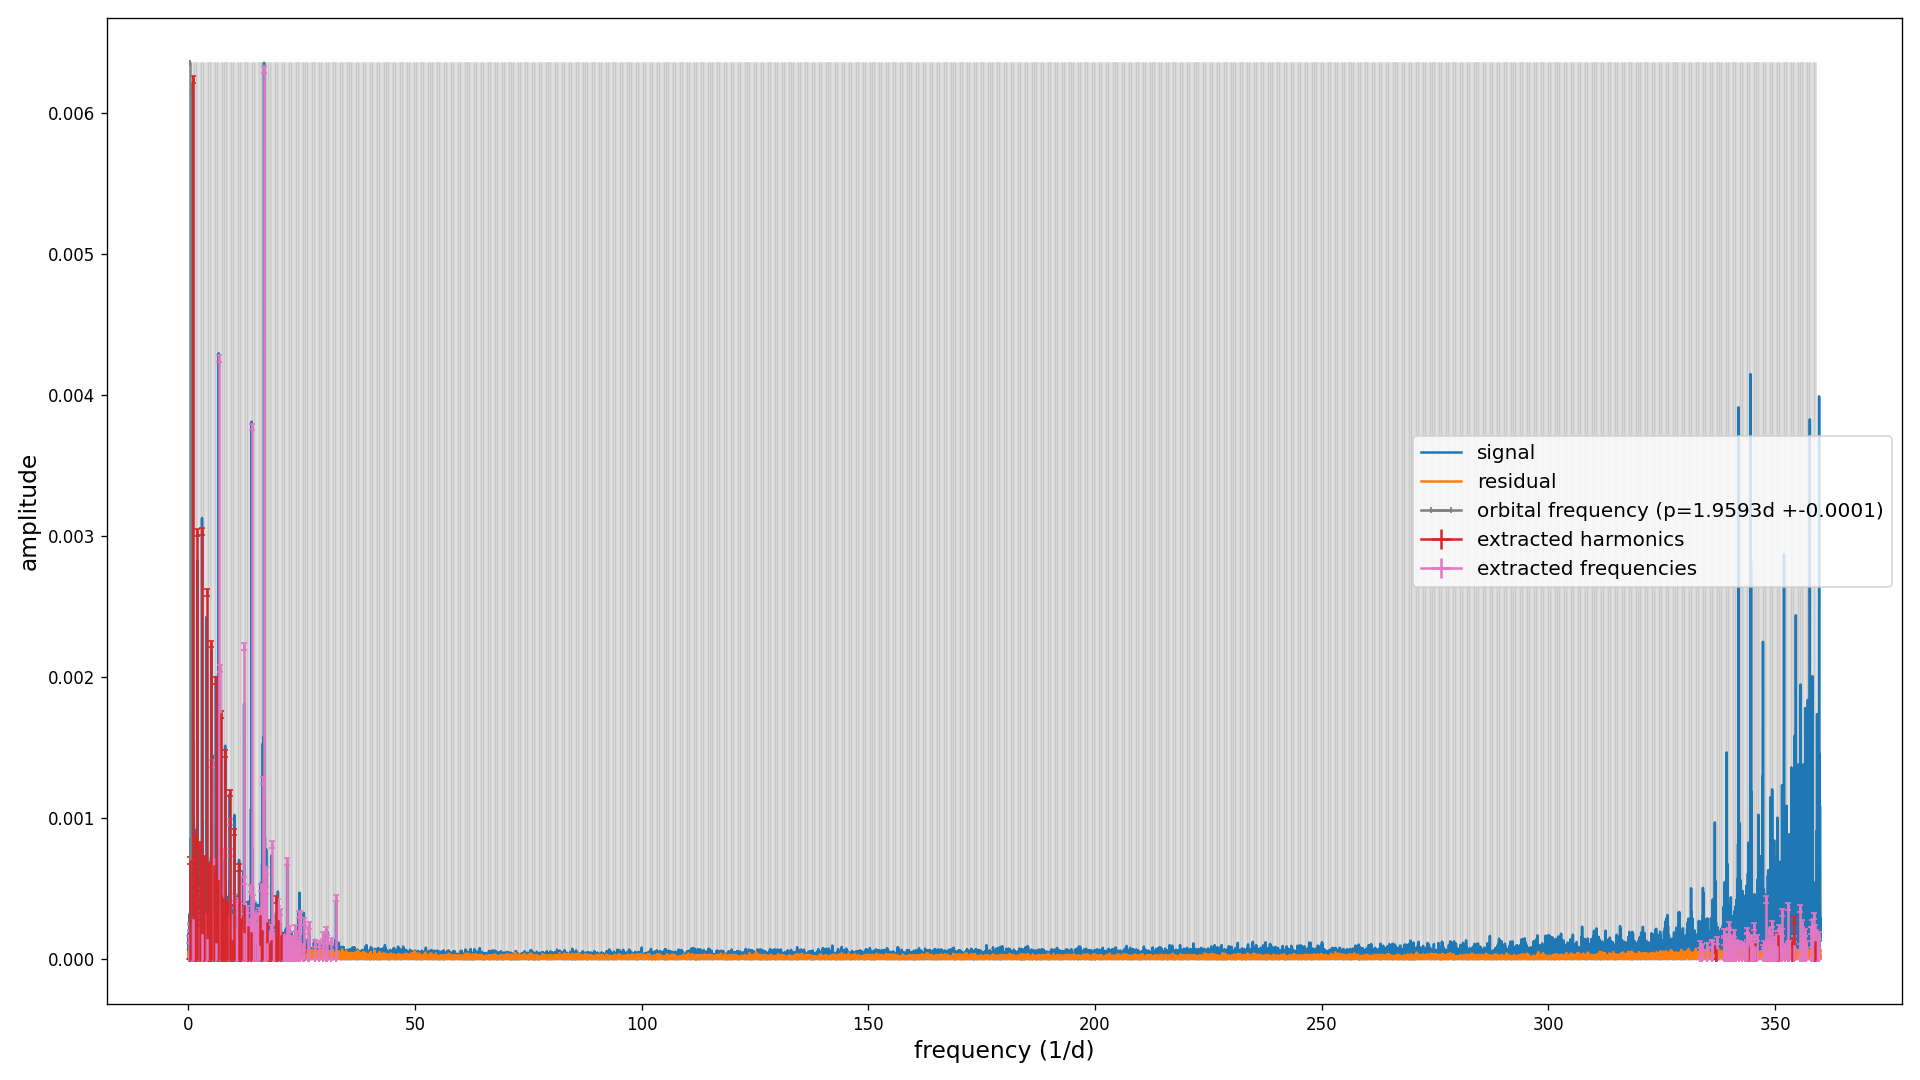 0.006
0.005
0.004
0.003
0.002
0.001
0.000
amplitude
signal
residual
orbital frequency (p=1.9593d +-0.0001)
extracted harmonics
extracted frequencies
0 50 100 150 200 250 300 350
frequency (1/d)